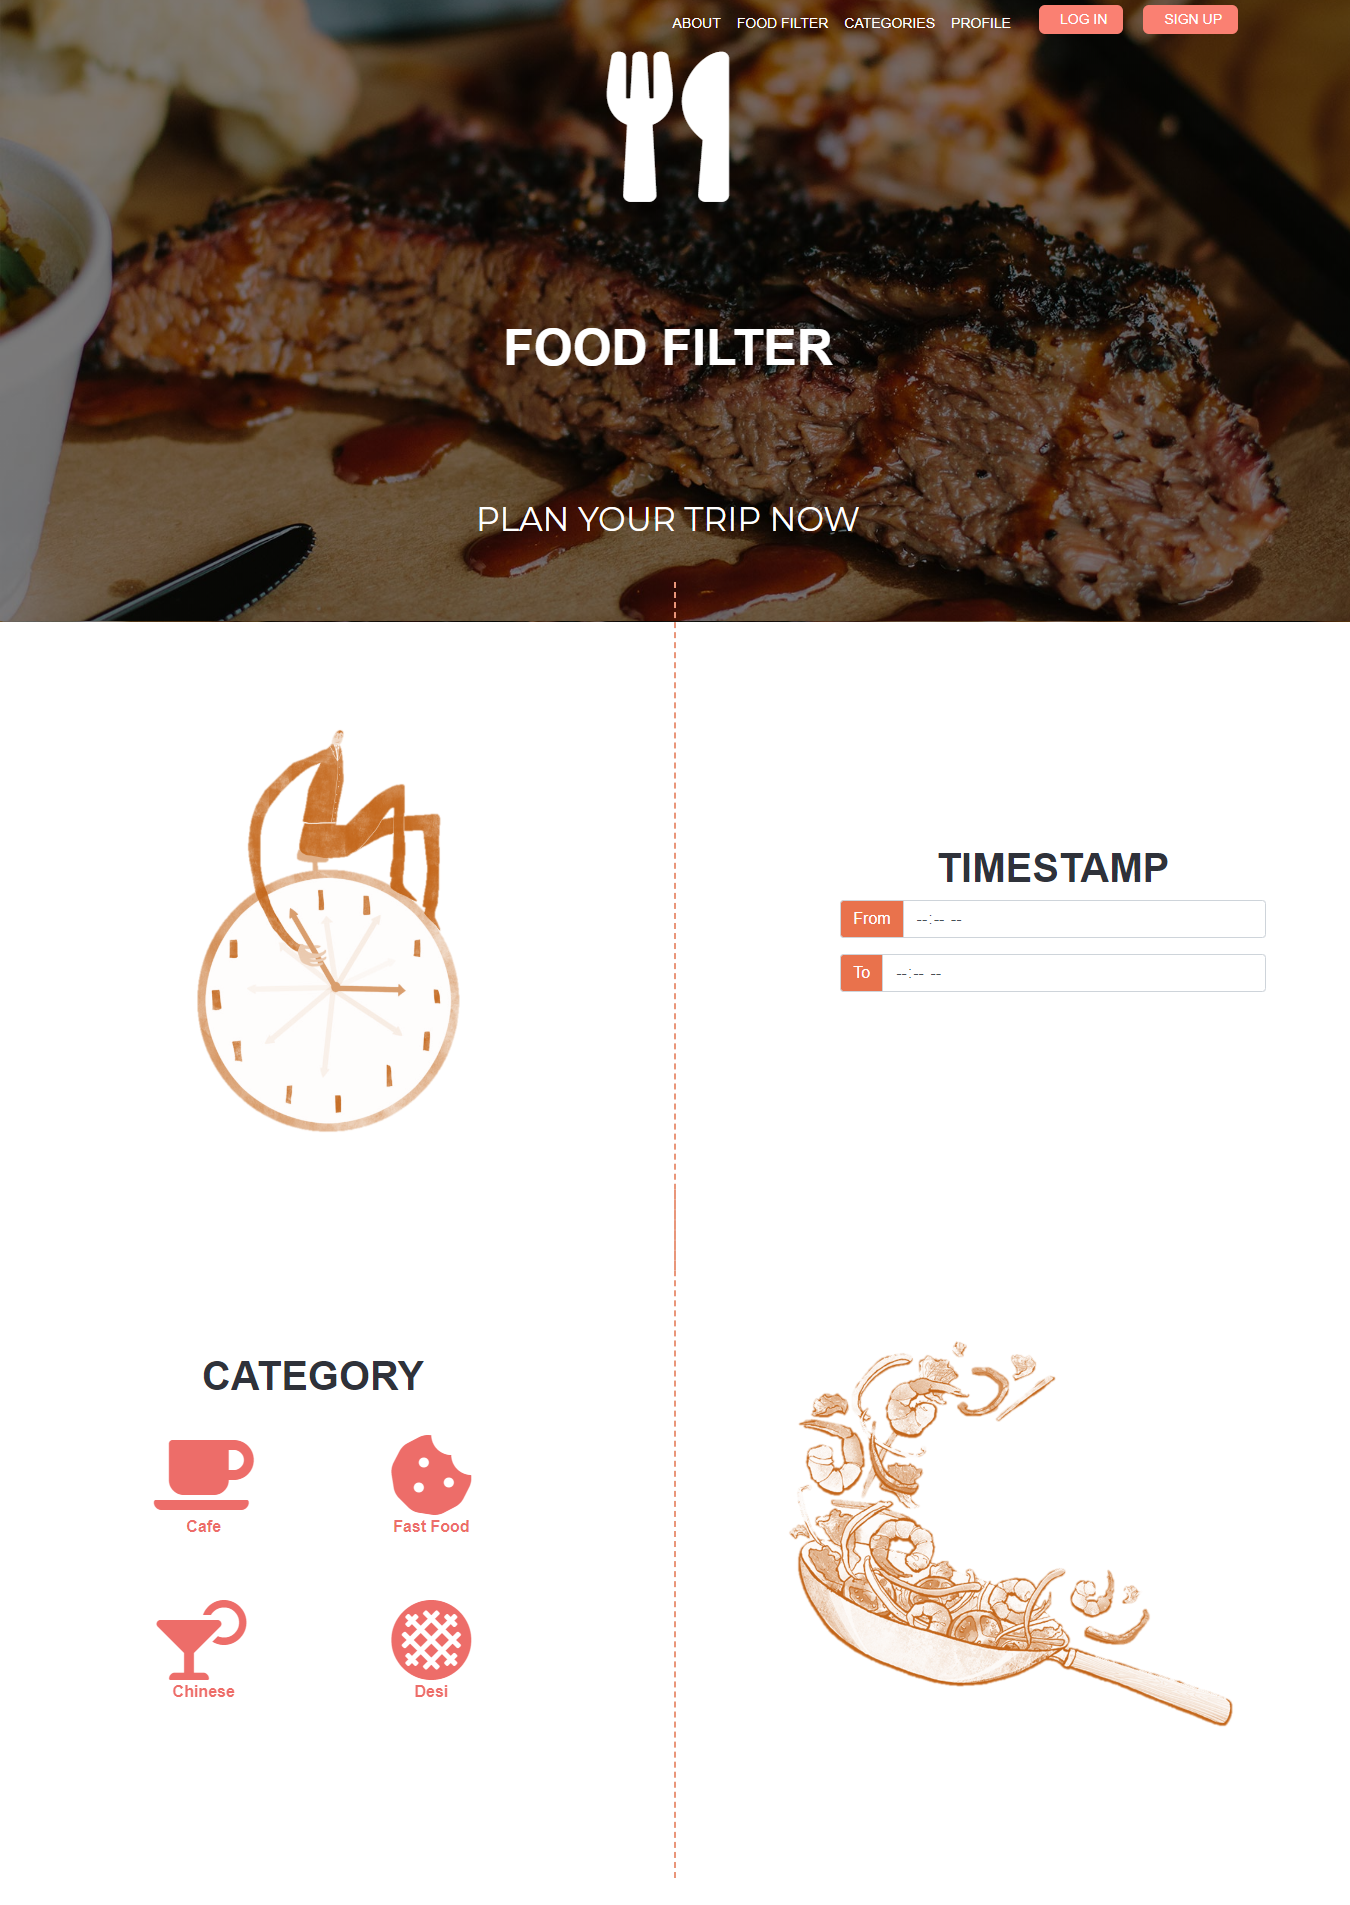 ABOUT FOOD FILTER CATEGORIES PROFILE LOG IN SIGN UP
FOOD FILTER
PLAN YOUR TRIP NOW
TIMESTAMP
From --:-- --
To --:-- --
CATEGORY
Cafe Fast Food
Chinese Desi